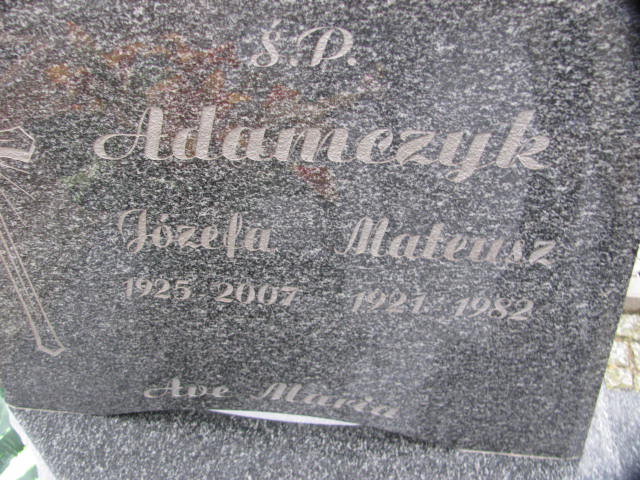 Ś.P.
Adamczyk
Józefa Mateusz
1925 2007 1921 1982
Ave Maria